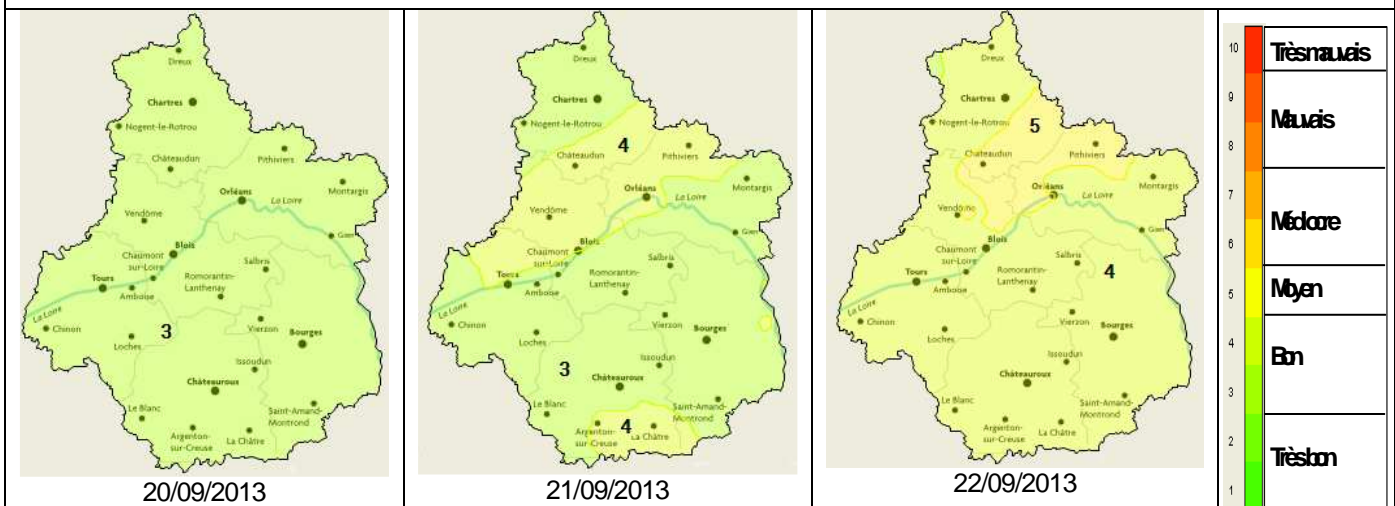 Dreux
Chartres
Nogent-le-Rotrou
Châteaudun
Pithiviers
Orléans
Montargis
La Loire
Vendôme
Gien
Blois
Chaumont
sur-Loire
Salbris
Tours
Romorantin-
Lanthenay
Amboise
La Loire
Chinon
3
Vierzon
Bourges
Loches
Issoudun
Châteauroux
Le Blanc
Saint-Amand-
Montrond
Argenton-
sur-Creuse
La Châtre
20/09/2013
Dreux
Chartres
Nogent-le-Rotrou
4
Châteaudun
Pithiviers
Orléans
Montargis
La Loire
Vendôme
Gien
Blois
Chaumont
sur-Loire
Salbris
Tours
Romorantin-
Lanthenay
Amboise
La Loire
Chinon
Vierzon
Bourges
Loches
3
Issoudun
Châteauroux
Le Blanc
Saint-Amand-
Montrond
4
Argenton-
sur-Creuse
La Châtre
21/09/2013
Dreux
Chartres
Nogent-le-Rotrou
5
Châteaudun
Pithiviers
Orléans
Montargis
La Loire
Vendôme
Gien
Blois
Chaumont
sur-Loire
Salbris
4
Tours
Romorantin-
Lanthenay
Amboise
La Loire
Chinon
Vierzon
Bourges
Loches
Issoudun
Châteauroux
Le Blanc
Saint-Amand-
Montrond
Argenton-
sur-Creuse
La Châtre
22/09/2013
10
Très mauvais
9
Mauvais
8
7
Médiocre
6
5
Moyen
4
Bon
3
2
Très bon
1